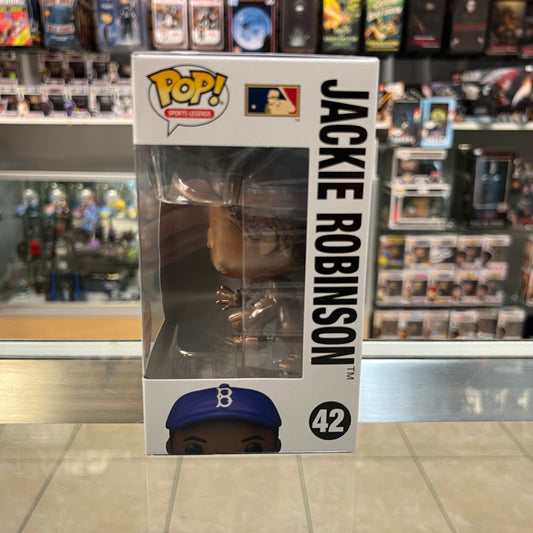 POP!
SPORTS LEGENDS
JACKIE ROBINSON™
42
B